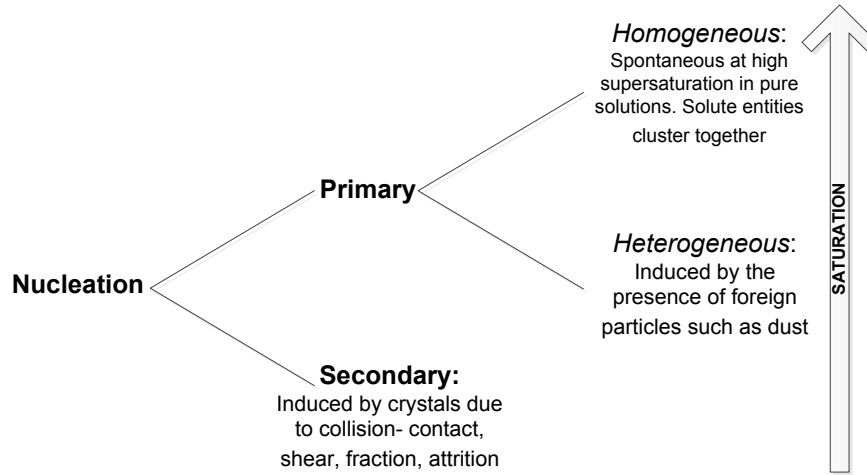 Homogeneous:
Spontaneous at high
supersaturation in pure
solutions. Solute entities
cluster together
Primary
Heterogeneous:
Induced by the
presence of foreign
particles such as dust
Nucleation
Secondary:
Induced by crystals due
to collision- contact,
shear, fraction, attrition
SATURATION